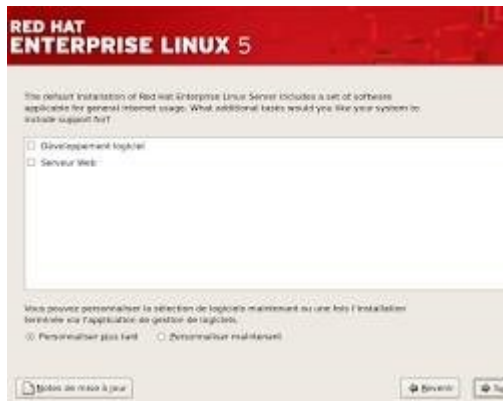 RED HAT
ENTERPRISE LINUX 5
The default installation of Red Hat Enterprise Linux Server includes a set of software
applicable for general internet usage. What additional tasks would you like your system to
include support for?
Développement logiciel
Serveur Web
Vous pouvez personnaliser la sélection de logiciels maintenant ou une fois l'installation
terminée via l'application de gestion de logiciels.
Personnaliser plus tard Personnaliser maintenant
Notes de mise à jour Revenir